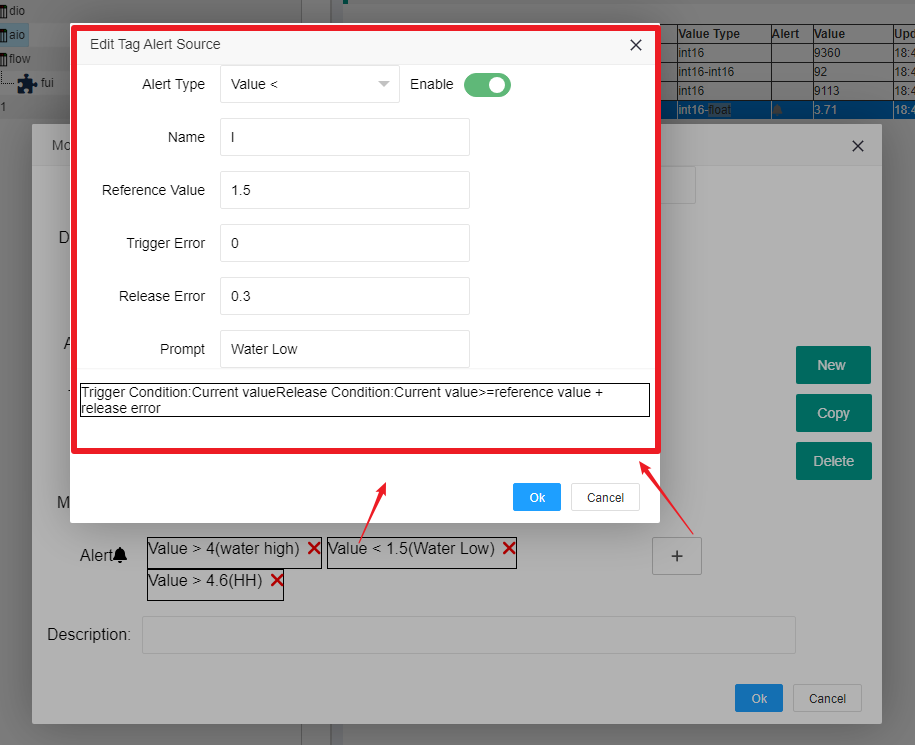 dio
aio
flow
fui
1
Value Type Alert Value
int16 9360 18:4
int16-int16 92 18:4
int16 9113 18:4
int16-float 3.71 18:4
Edit Tag Alert Source
Alert Type Value < Enable
Name l
Reference Value 1.5
Trigger Error 0
Release Error 0.3
Prompt Water Low
Trigger Condition:Current valueRelease Condition:Current value>=reference value +
release error
Ok Cancel
New
Copy
Delete
Alert Value > 4(water high) Value < 1.5(Water Low) +
Value > 4.6(HH)
Description:
Ok Cancel